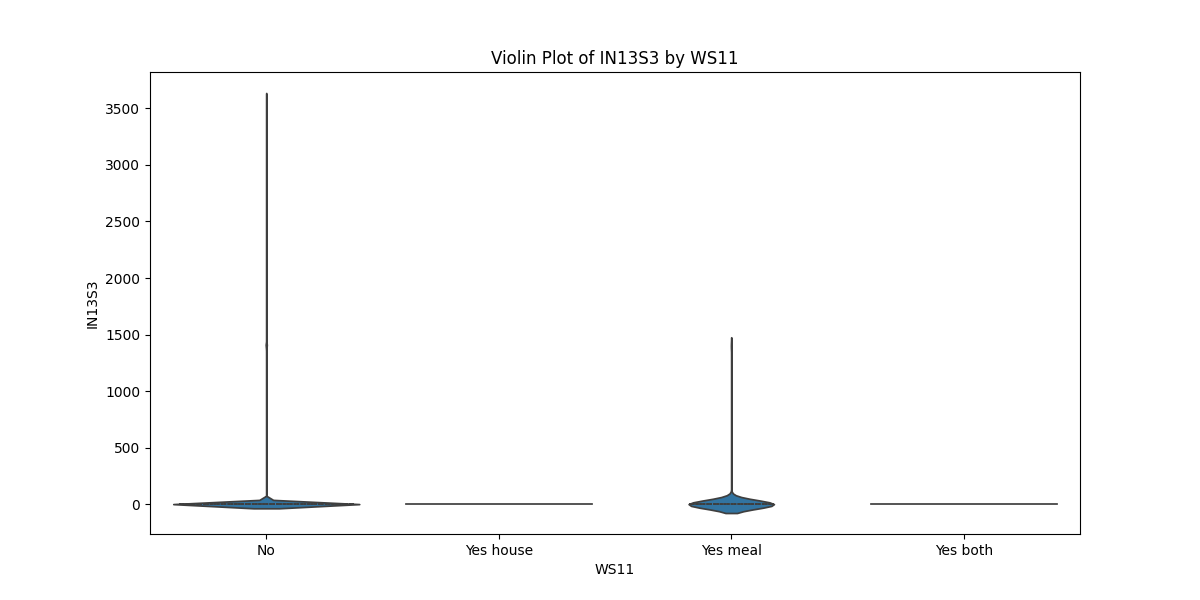 Violin Plot of IN13S3 by WS11
3500
3000
2500
2000
1500
1000
500
0
IN13S3
No
Yes house
Yes meal
Yes both
WS11